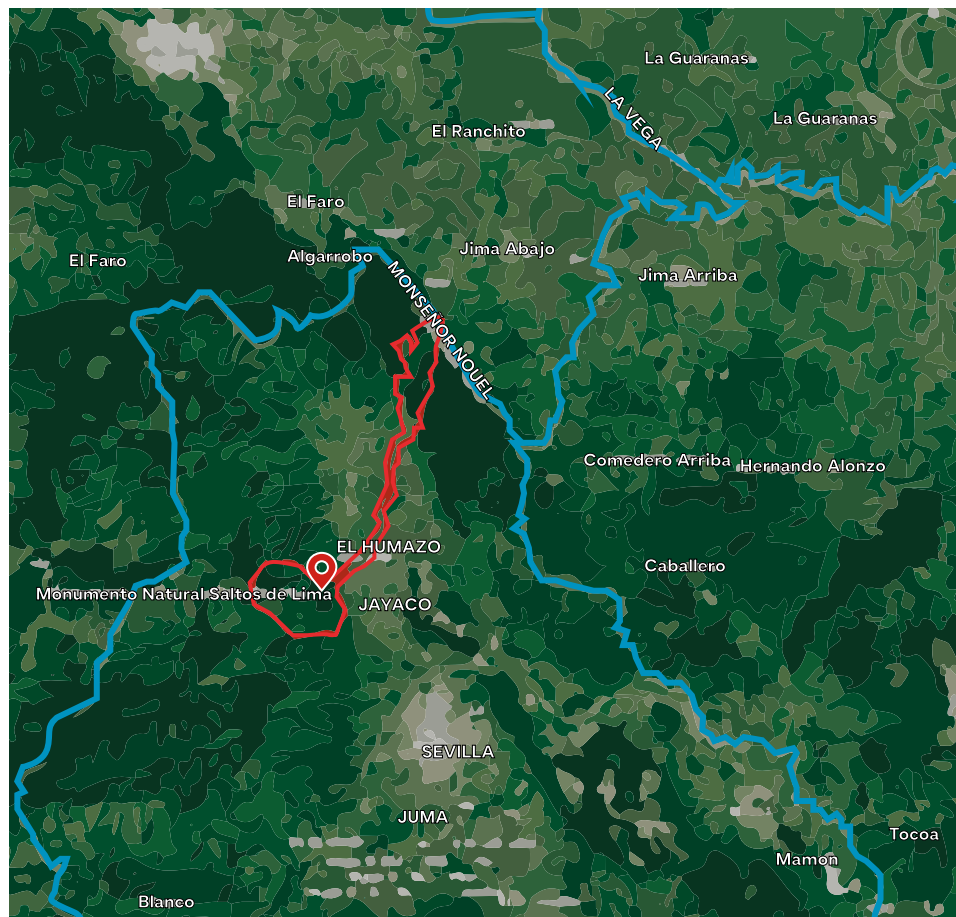 La Guaranas
LA VEGA
La Guaranas
El Ranchito
El Faro
Jima Abajo
Algarrobo
El Faro
Jima Arriba
MONSEÑOR NOUEL
Comedero Arriba
Hernando Alonzo
EL HUMAZO
Caballero
Monumento Natural Saltos de Lima
JAYACO
SEVILLA
JUMA
Tocoa
Mamon
Blanco